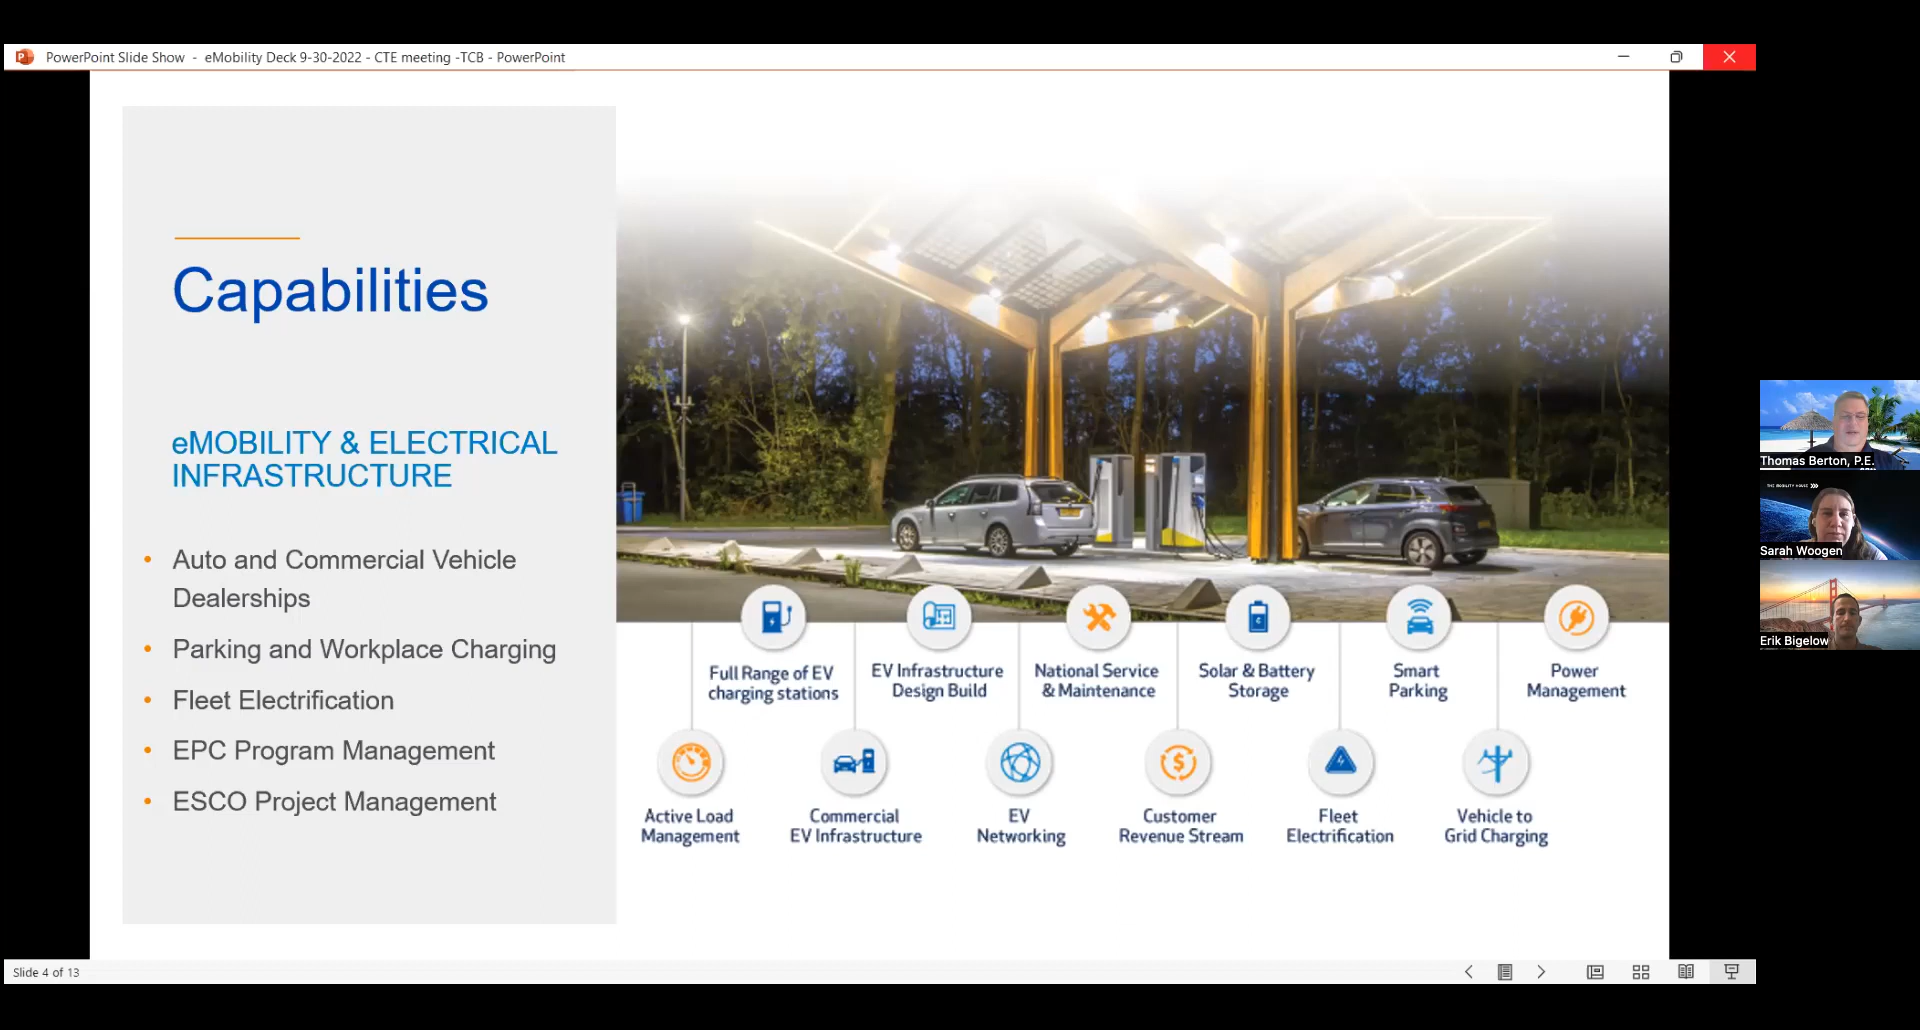 PowerPoint Slide Show - eMobility Deck 9-30-2022 - CTE meeting -TCB - PowerPoint
Capabilities
eMOBILITY & ELECTRICAL
INFRASTRUCTURE
• Auto and Commercial Vehicle
Dealerships
• Parking and Workplace Charging
• Fleet Electrification
• EPC Program Management
• ESCO Project Management
Full Range of EV
charging stations
EV Infrastructure
Design Build
National Service
& Maintenance
Solar & Battery
Storage
Smart
Parking
Power
Management
Active Load
Management
Commercial
EV Infrastructure
EV
Networking
Customer
Revenue Stream
Fleet
Electrification
Vehicle to
Grid Charging
Thomas Berton, P.E.
THE MOBILITY HOUSE
Sarah Woogen
Erik Bigelow
Slide 4 of 13